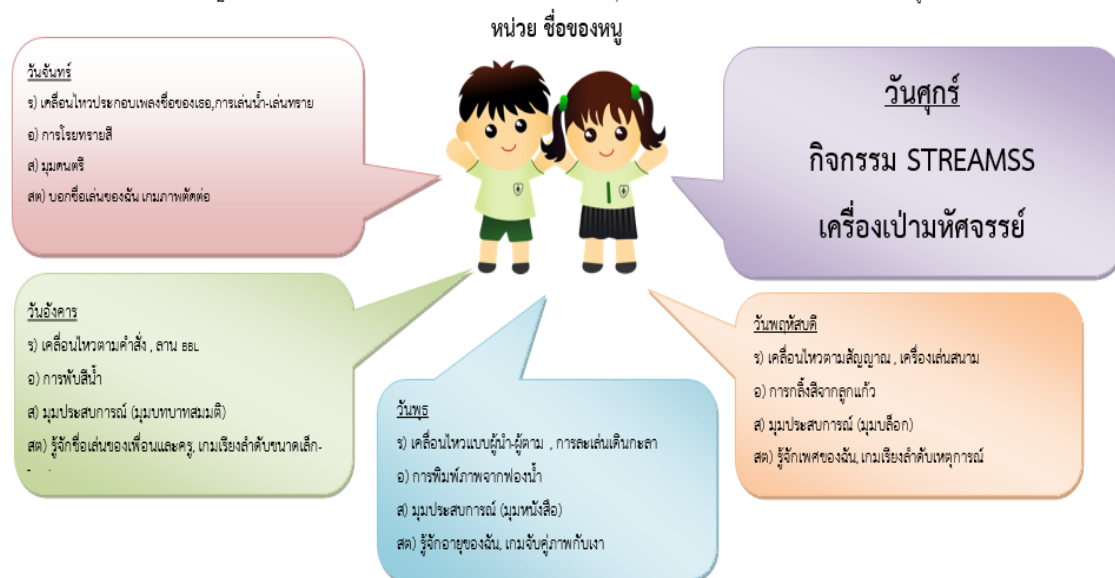 หน่วย ชื่อของหนู
วันจันทร์
ร) เคลื่อนไหวประกอบเพลงชื่อของเธอ,การเล่นน้ำ-เล่นทราย
อ) การโรยทรายสี
ส) มุมดนตรี
สต) บอกชื่อเล่นของฉัน เกมภาพตัดต่อ
วันศุกร์
กิจกรรม STREAMSS
เครื่องเป่ามหัศจรรย์
วันอังคาร
ร) เคลื่อนไหวตามคำสั่ง , ลาน BBL
อ) การพับสีน้ำ
ส) มุมประสบการณ์ (มุมบทบาทสมมติ)
สต) รู้จักชื่อเล่นของเพื่อนและครู, เกมเรียงลำดับขนาดเล็ก-
วันพุธ
ร) เคลื่อนไหวแบบผู้นำ-ผู้ตาม , การละเล่นเดินกะลา
อ) การพิมพ์ภาพจากฟองน้ำ
ส) มุมประสบการณ์ (มุมหนังสือ)
สต) รู้จักอายุของฉัน, เกมจับคู่ภาพกับเงา
วันพฤหัสบดี
ร) เคลื่อนไหวตามสัญญาณ , เครื่องเล่นสนาม
อ) การกลิ้งสีจากลูกแก้ว
ส) มุมประสบการณ์ (มุมบล็อก)
สต) รู้จักเพศของฉัน, เกมเรียงลำดับเหตุการณ์